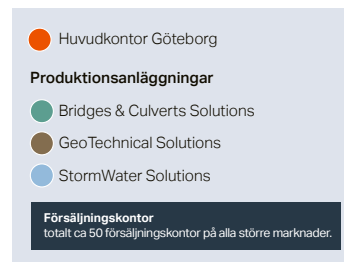 Huvudkontor Göteborg
Produktionsanläggningar
Bridges & Culverts Solutions
GeoTechnical Solutions
StormWater Solutions
Försäljningskontor
totalt ca 50 försäljningskontor på alla större marknader.